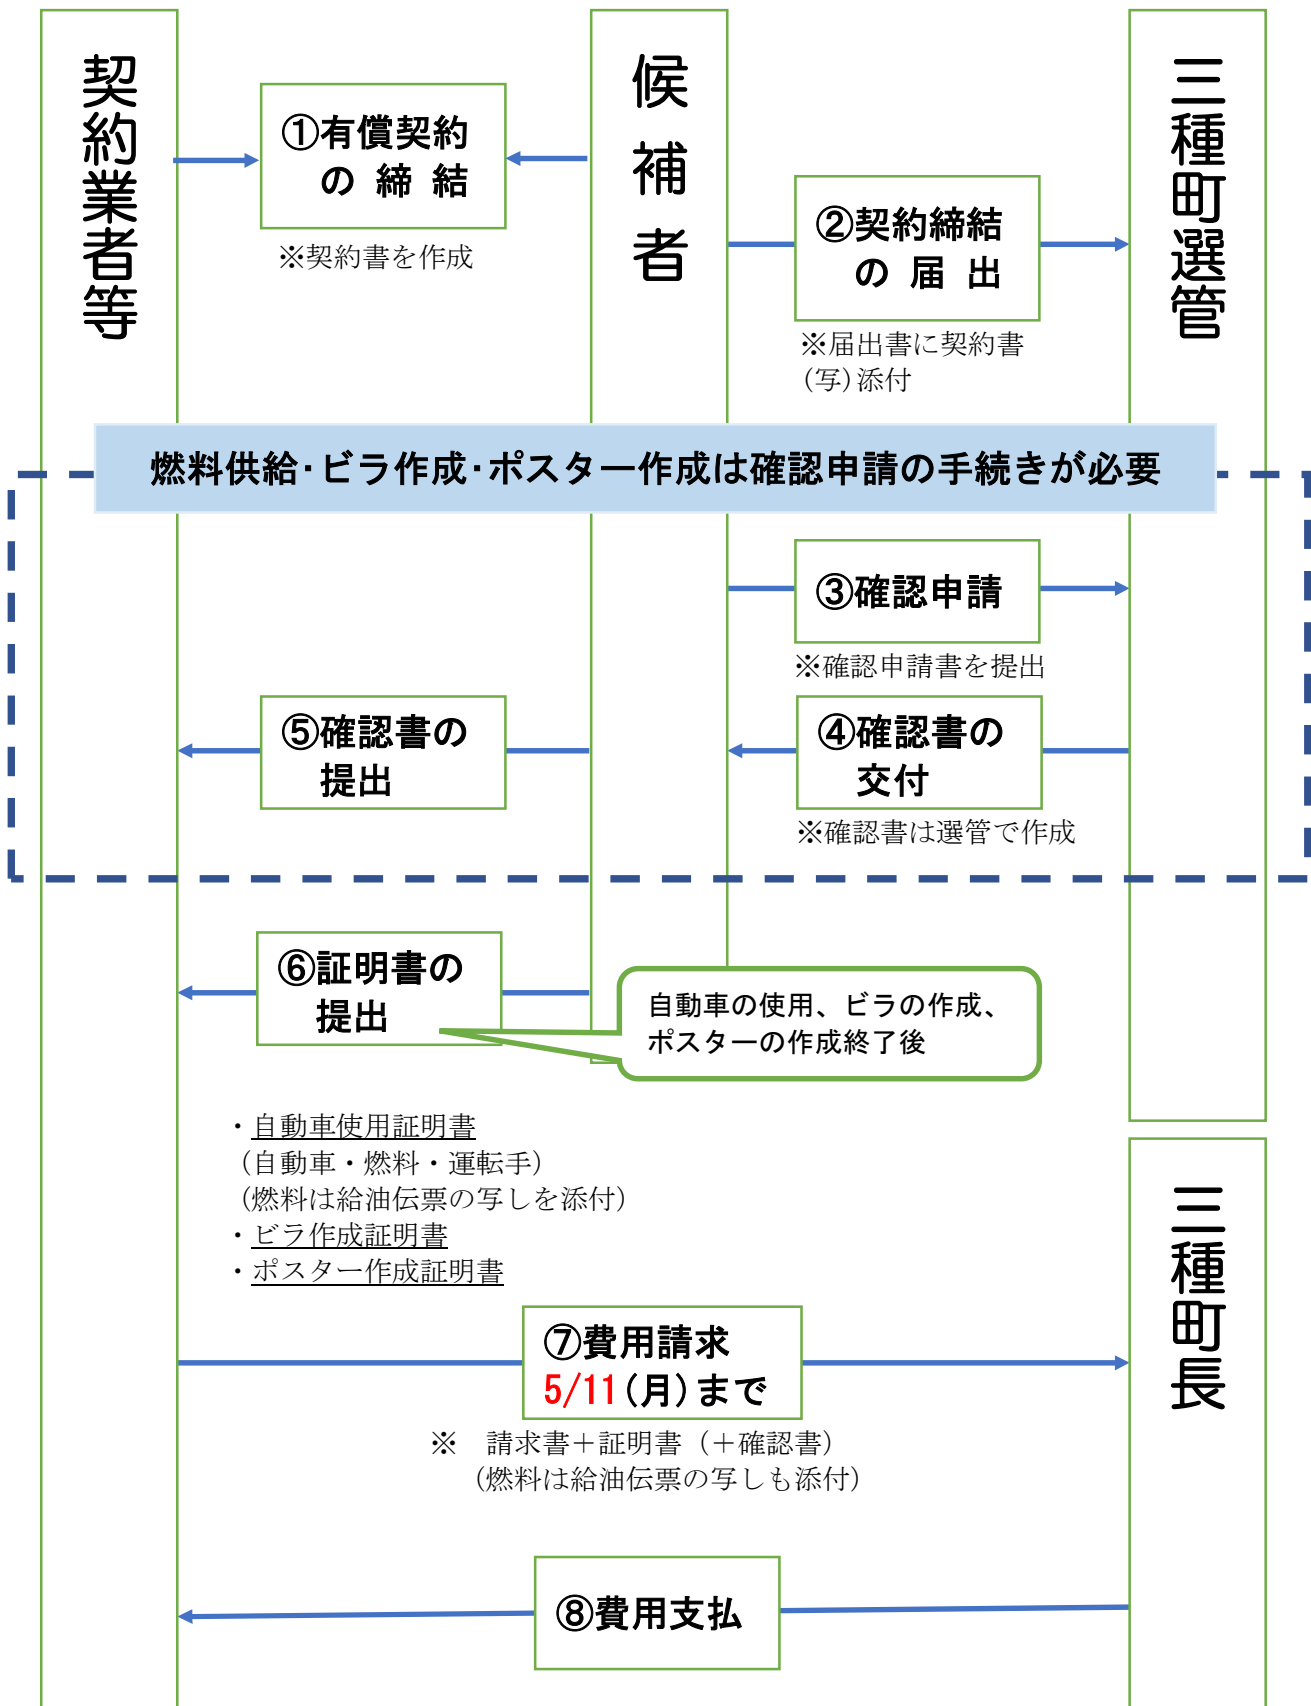 契約業者等
候補者
三種町選管
①有償契約
の締結
※契約書を作成
②契約締結
の届出
※届出書に契約書
(写)添付
燃料供給・ビラ作成・ポスター作成は確認申請の手続きが必要
③確認申請
※確認申請書を提出
④確認書の
交付
※確認書は選管で作成
⑤確認書の
提出
⑥証明書の
提出
自動車の使用、ビラの作成、
ポスターの作成終了後
・自動車使用証明書
(自動車・燃料・運転手)
(燃料は給油伝票の写しを添付)
・ビラ作成証明書
・ポスター作成証明書
三種町長
⑦費用請求
5/11(月)まで
※　請求書＋証明書（＋確認書）
(燃料は給油伝票の写しも添付)
⑧費用支払